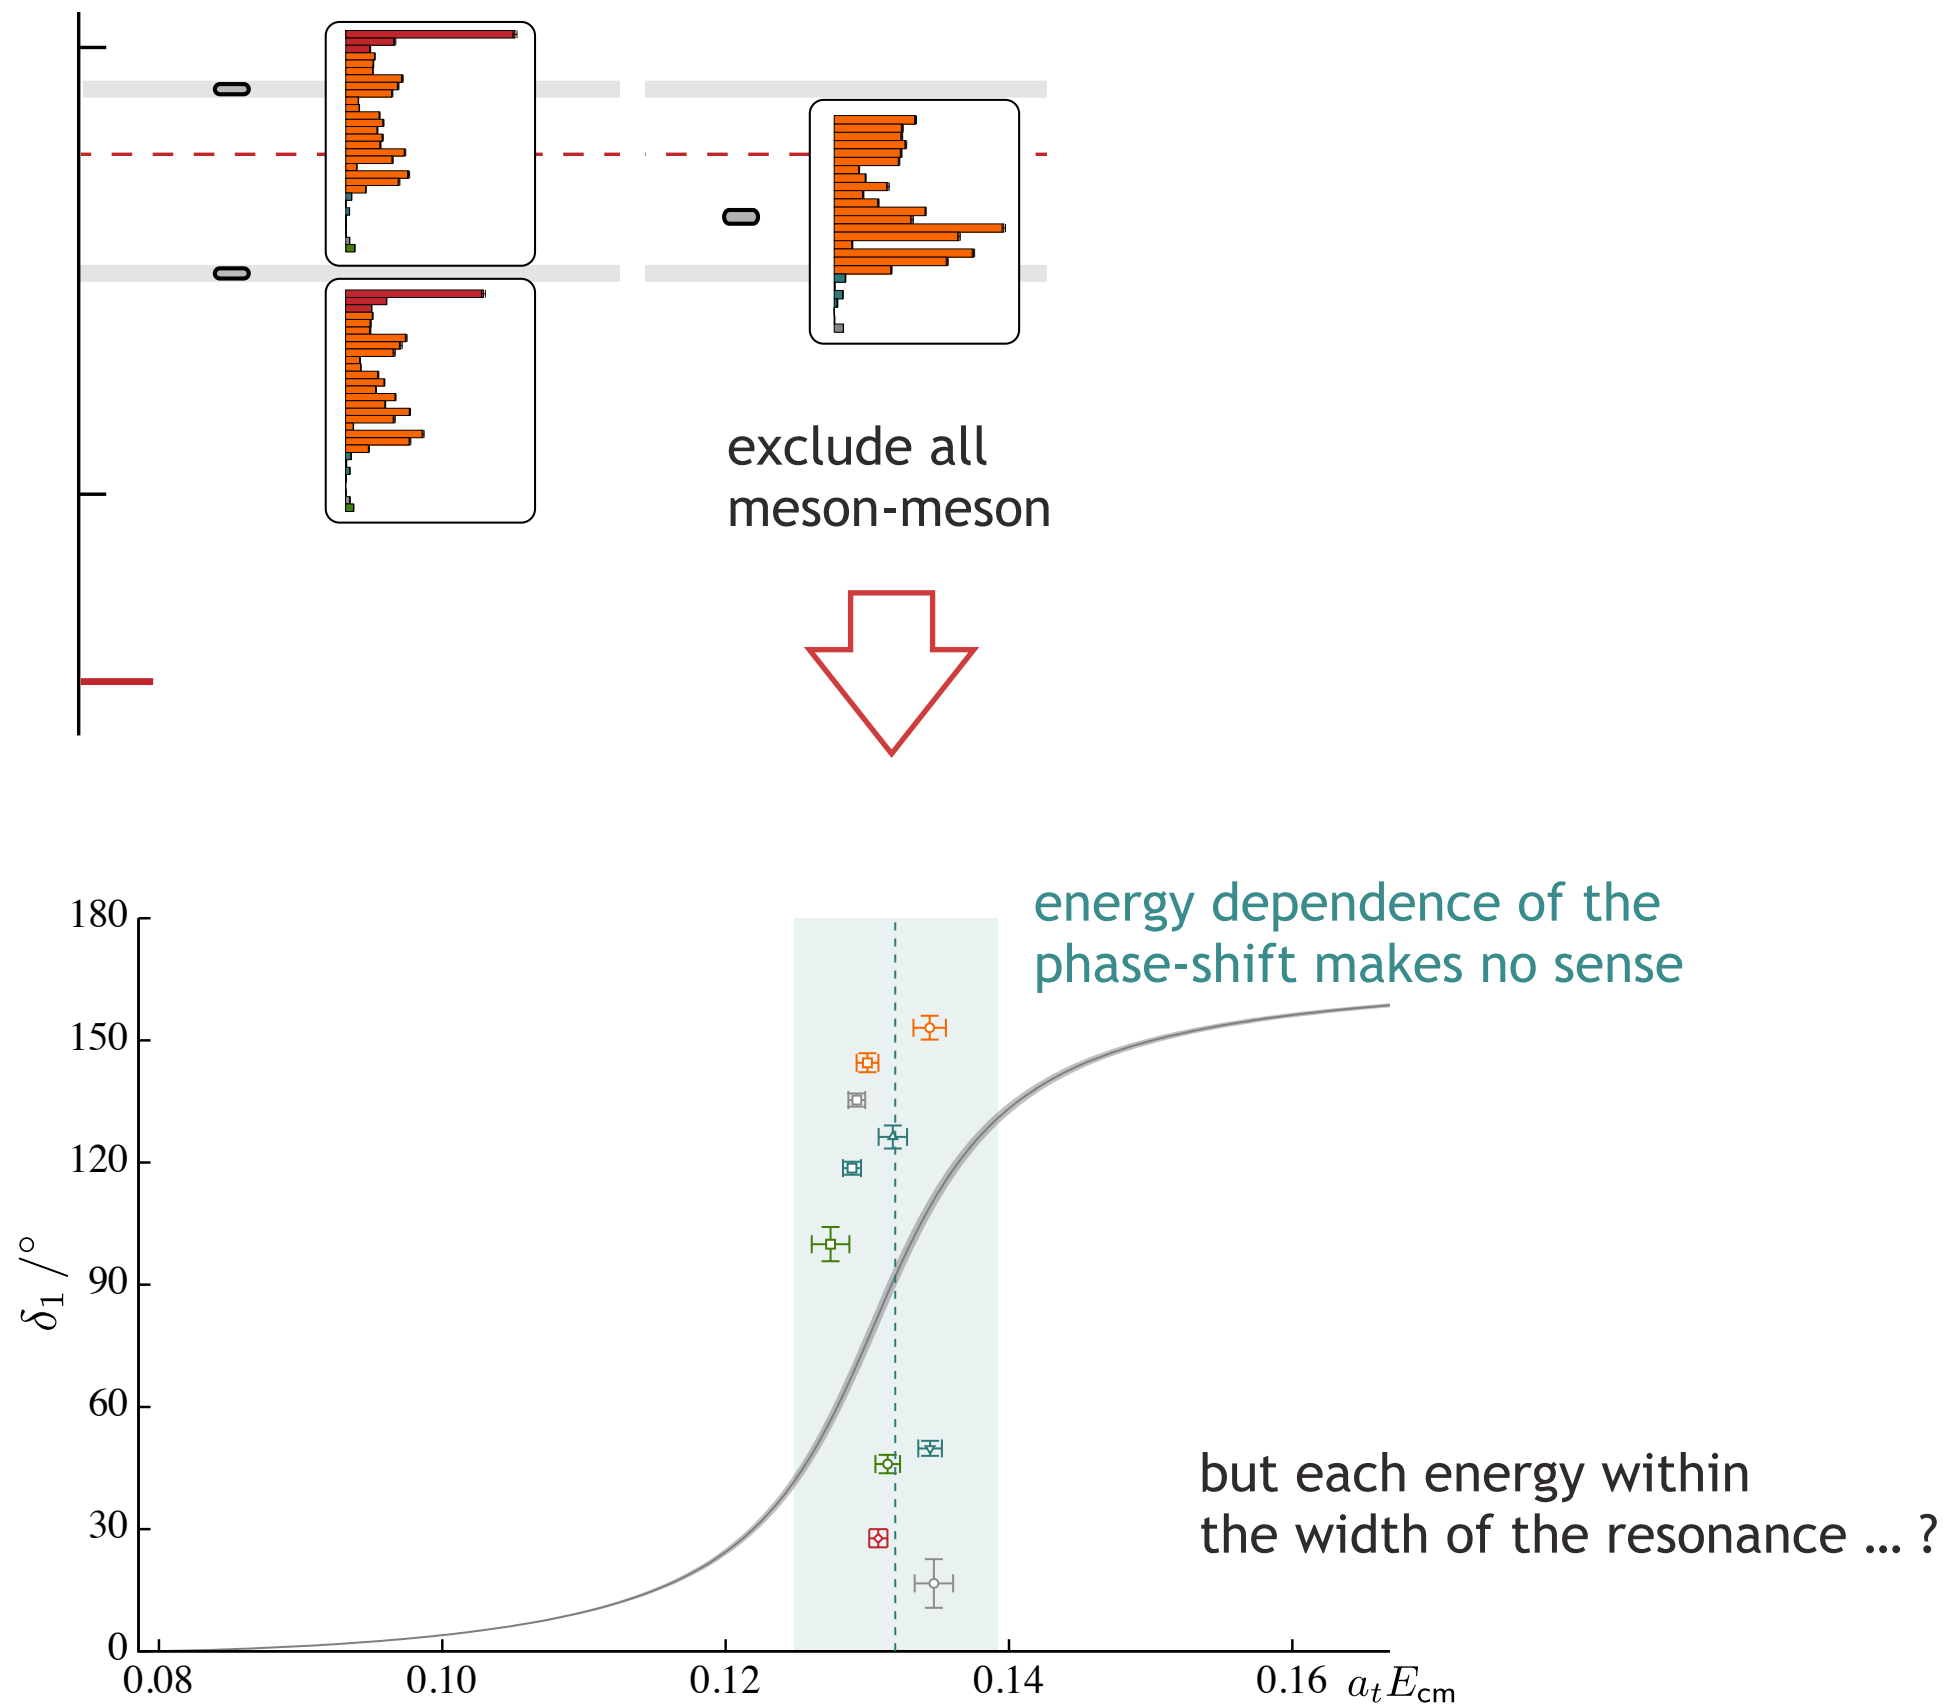 exclude all
meson-meson
energy dependence of the
phase-shift makes no sense
180
150
120
90
60
30
0
δ₁ /°
but each energy within
the width of the resonance ... ?
0.08 0.10 0.12 0.14 0.16 aₜE_cm